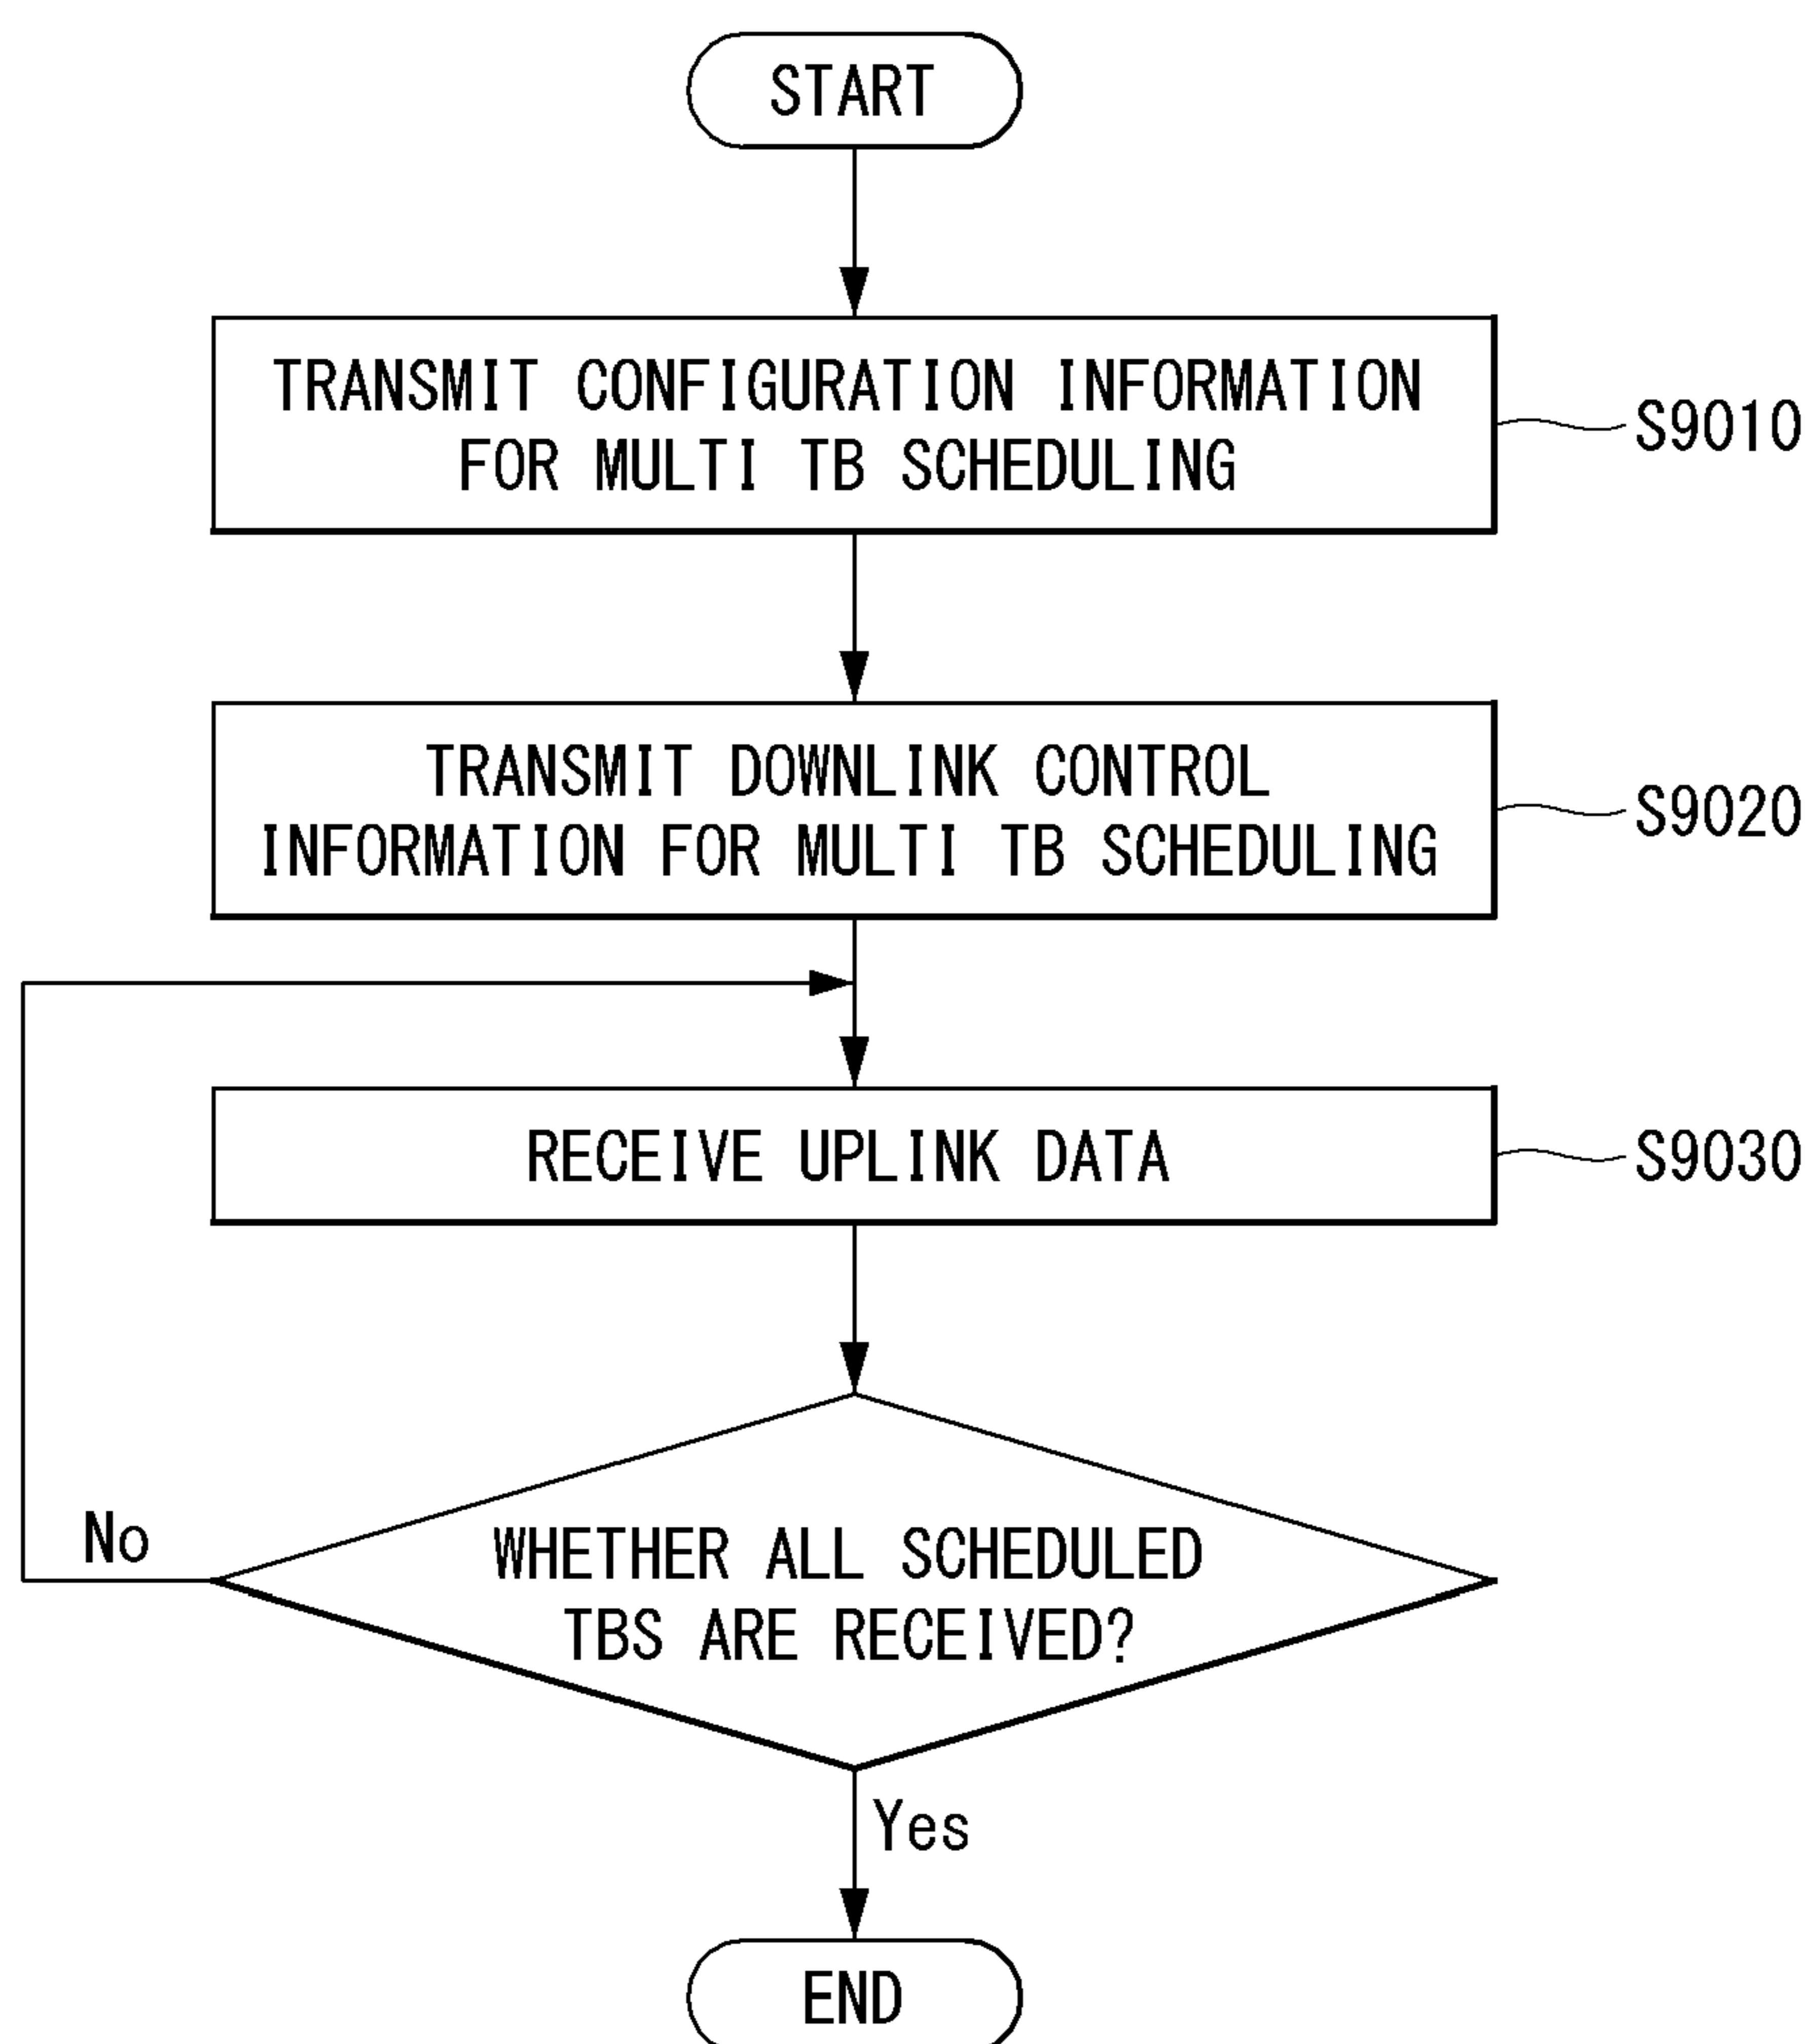 START
TRANSMIT CONFIGURATION INFORMATION
FOR MULTI TB SCHEDULING
S9010
TRANSMIT DOWNLINK CONTROL
INFORMATION FOR MULTI TB SCHEDULING
S9020
RECEIVE UPLINK DATA
S9030
WHETHER ALL SCHEDULED
TBS ARE RECEIVED?
No
Yes
END